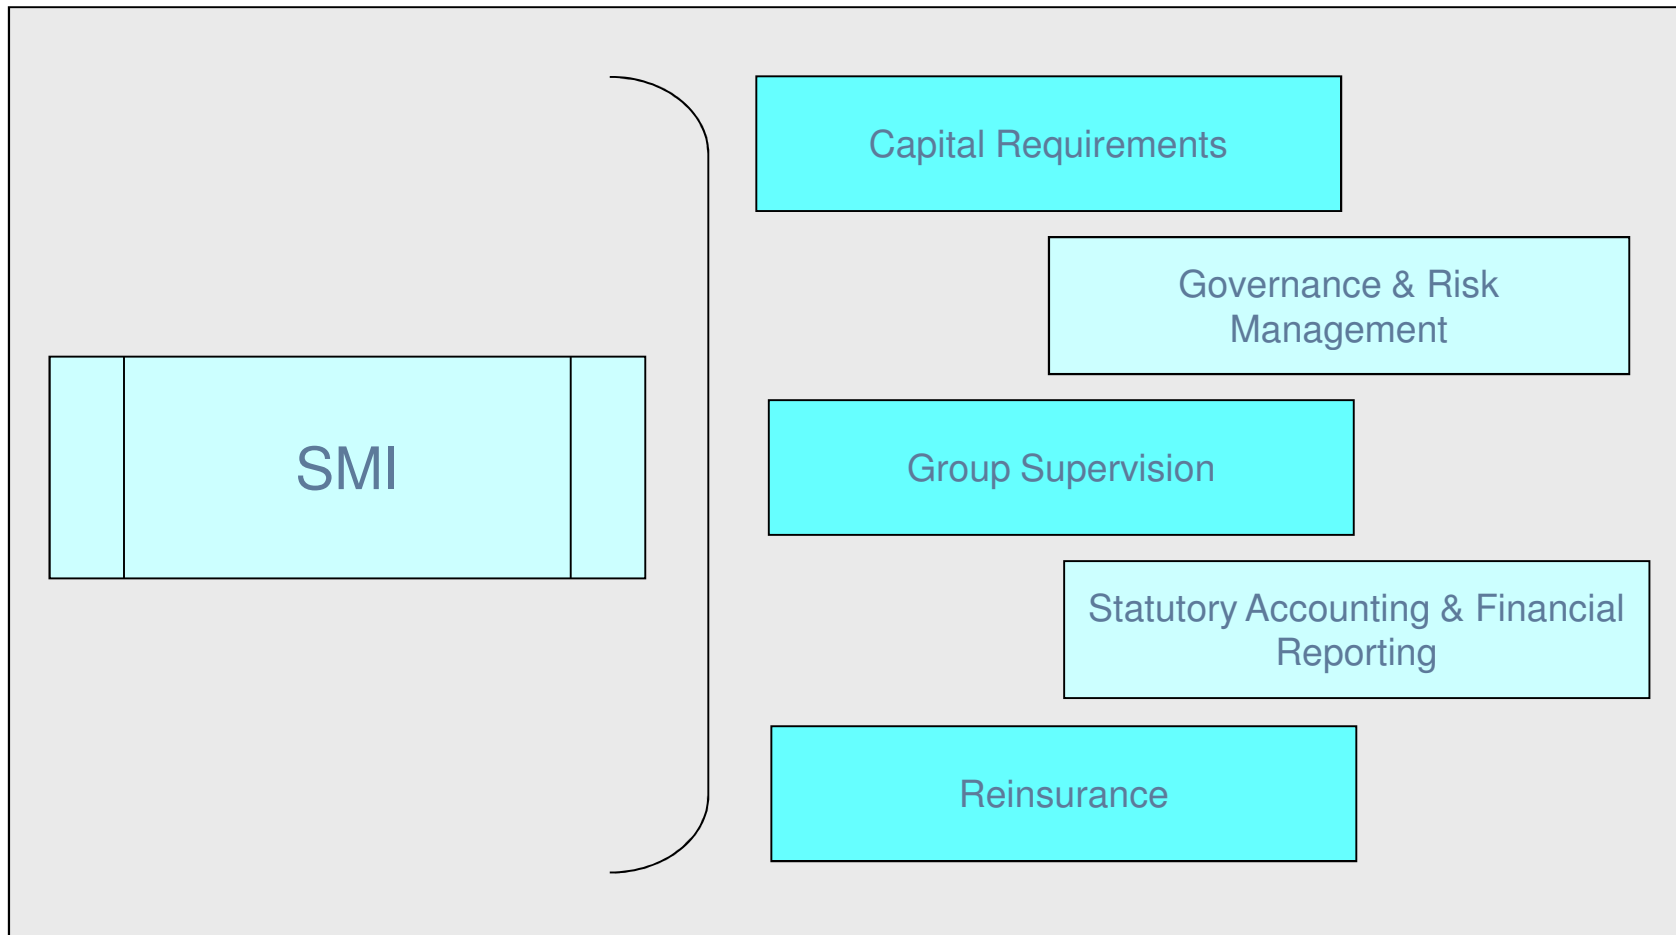 Capital Requirements
Governance & Risk
Management
SMI
Group Supervision
Statutory Accounting & Financial
Reporting
Reinsurance